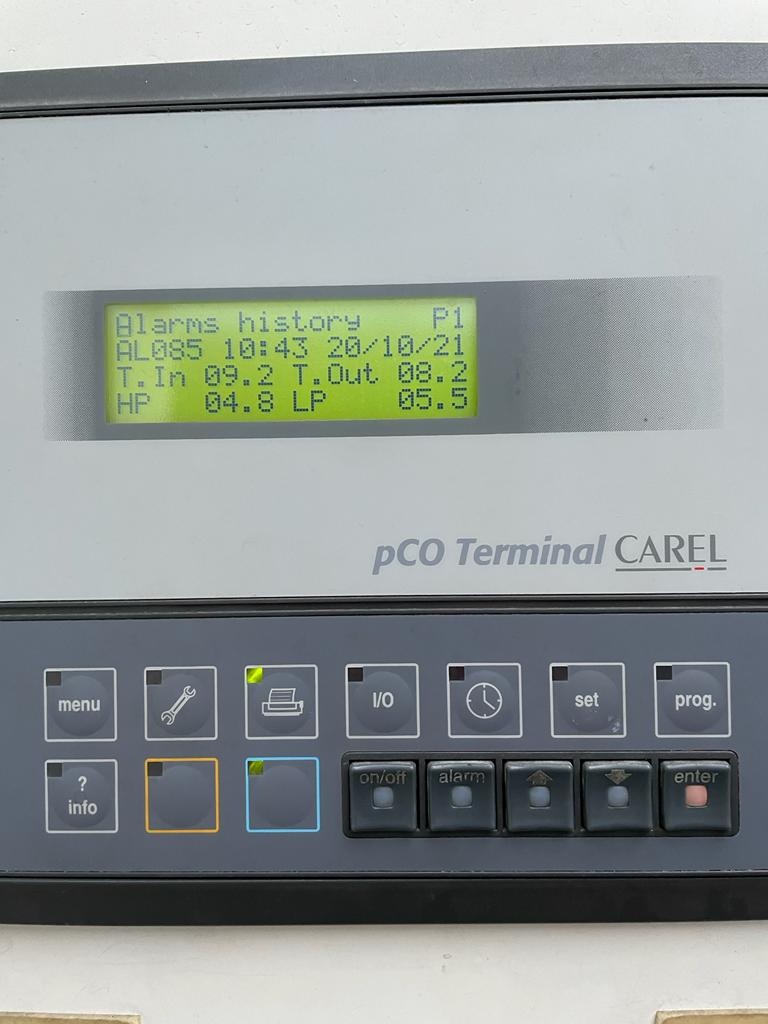 Alarms history P1
AL085 10:43 20/10/21
T.In 09.2 T.Out 08.2
HP 04.8 LP 05.5
pCO Terminal CAREL
menu I/O set prog.
? info on/off alarm enter